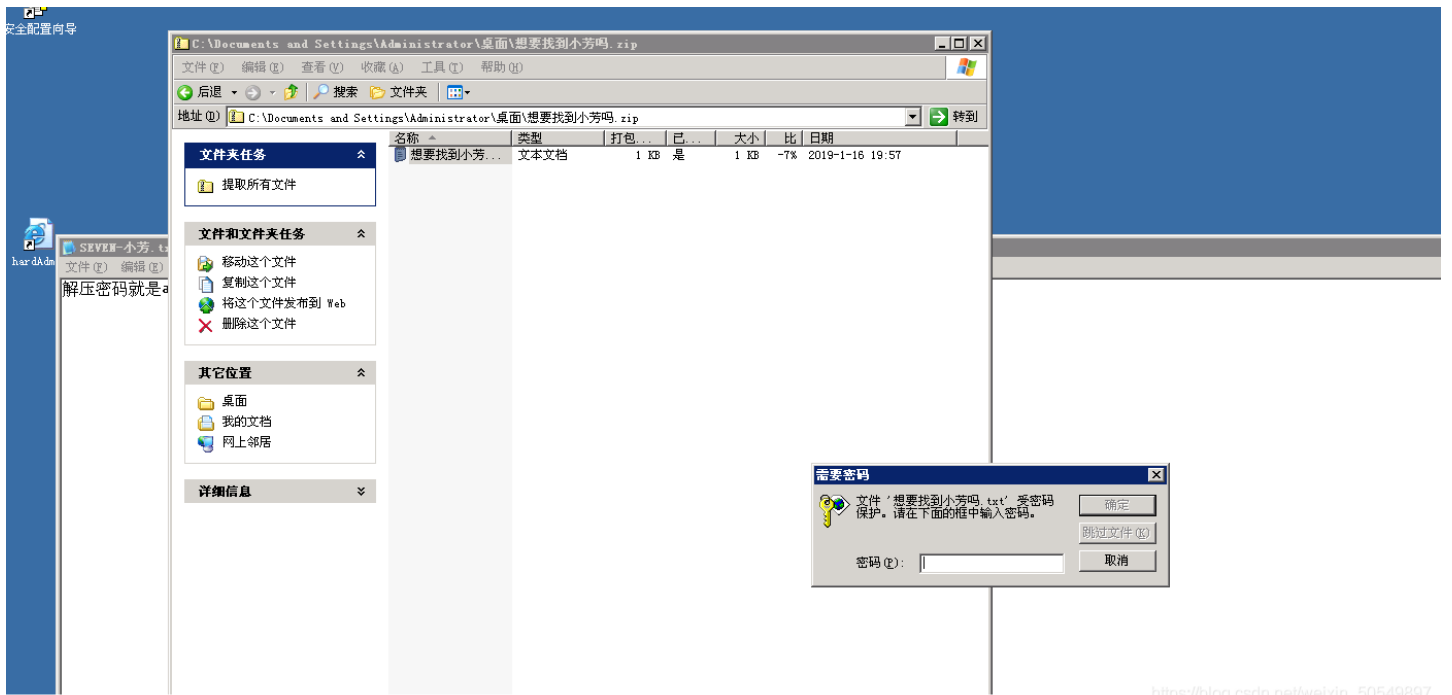 安全配置向导
C:\Documents and Settings\Administrator\桌面\想要找到小芳吗.zip
文件(F) 编辑(E) 查看(V) 收藏(A) 工具(T) 帮助(H)
后退 搜索 文件夹
地址(D) C:\Documents and Settings\Administrator\桌面\想要找到小芳吗.zip 转到
名称 类型 打包... 已... 大小 比 日期
想要找到小芳... 文本文档 1 KB 是 1 KB -7% 2019-1-16 19:57
文件夹任务
提取所有文件
文件和文件夹任务
移动这个文件
复制这个文件
将这个文件发布到 Web
删除这个文件
其它位置
桌面
我的文档
网上邻居
详细信息
hardAdm
SEVEN-小芳.t
文件(F) 编辑(E)
解压密码就是a
需要密码
文件‘想要找到小芳吗.txt’受密码
保护。请在下面的框中输入密码。
密码(P):
确定
跳过文件(K)
取消
https://blog.csdn.net/weixin_50549897